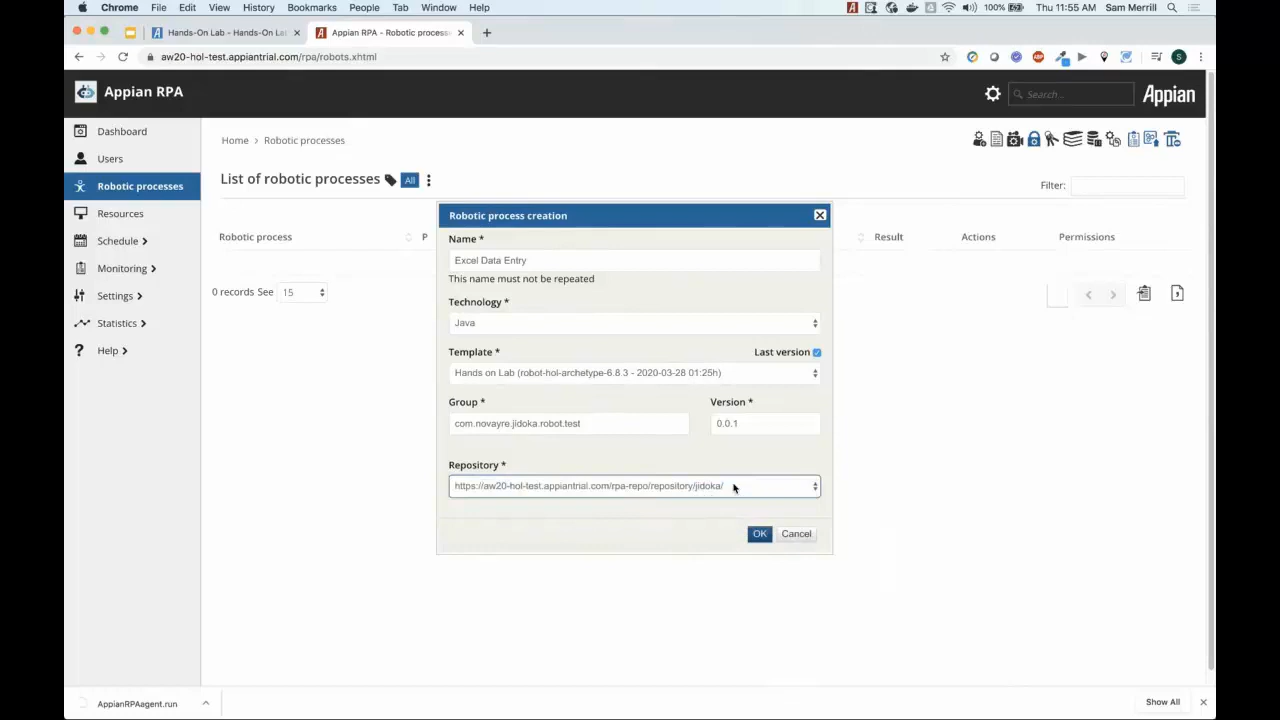 Chrome File Edit View History Bookmarks People Tab Window Help 100% Thu 11:55 AM Sam Merrill
Hands-On Lab - Hands-On La × Appian RPA - Robotic processe × +
aw20-hol-test.appiantrial.com/rpa/robots.xhtml S
Appian RPA Search... Appian
Dashboard
Users
Robotic processes
Resources
Schedule
Monitoring
Settings
Statistics
? Help
Home > Robotic processes
List of robotic processes All
Filter:
Robotic process P Result Actions Permissions
0 records See 15
Robotic process creation
Name *
Excel Data Entry
This name must not be repeated
Technology *
Java
Template * Last version
Hands on Lab (robot-hol-archetype-6.8.3 - 2020-03-28 01:25h)
Group * Version *
com.novayre.jidoka.robot.test 0.0.1
Repository *
https://aw20-hol-test.appiantrial.com/rpa-repo/repository/jidoka/
OK Cancel
AppianRPAagent.run Show All